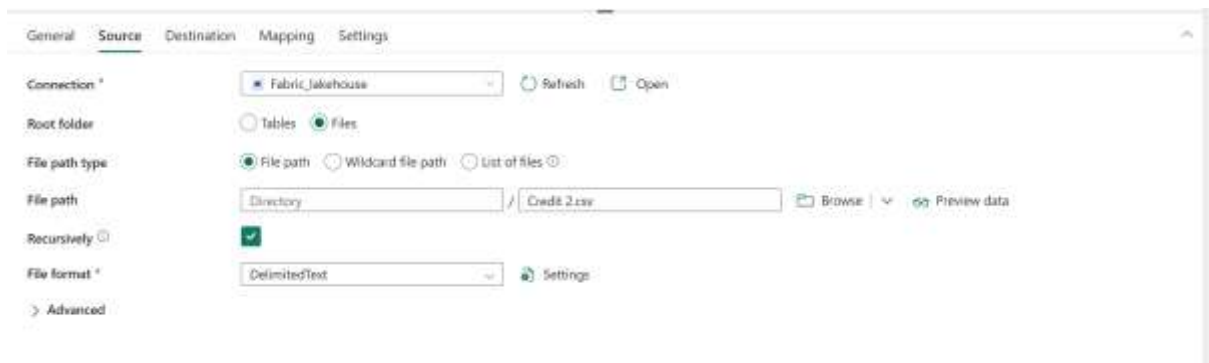 General Source Destination Mapping Settings
Connection * Fabric_lakehouse Refresh Open
Root folder Tables Files
File path type File path Wildcard file path List of files
File path Directory / Credit 2.csv Browse Preview data
Recursively
File format * DelimitedText Settings
Advanced